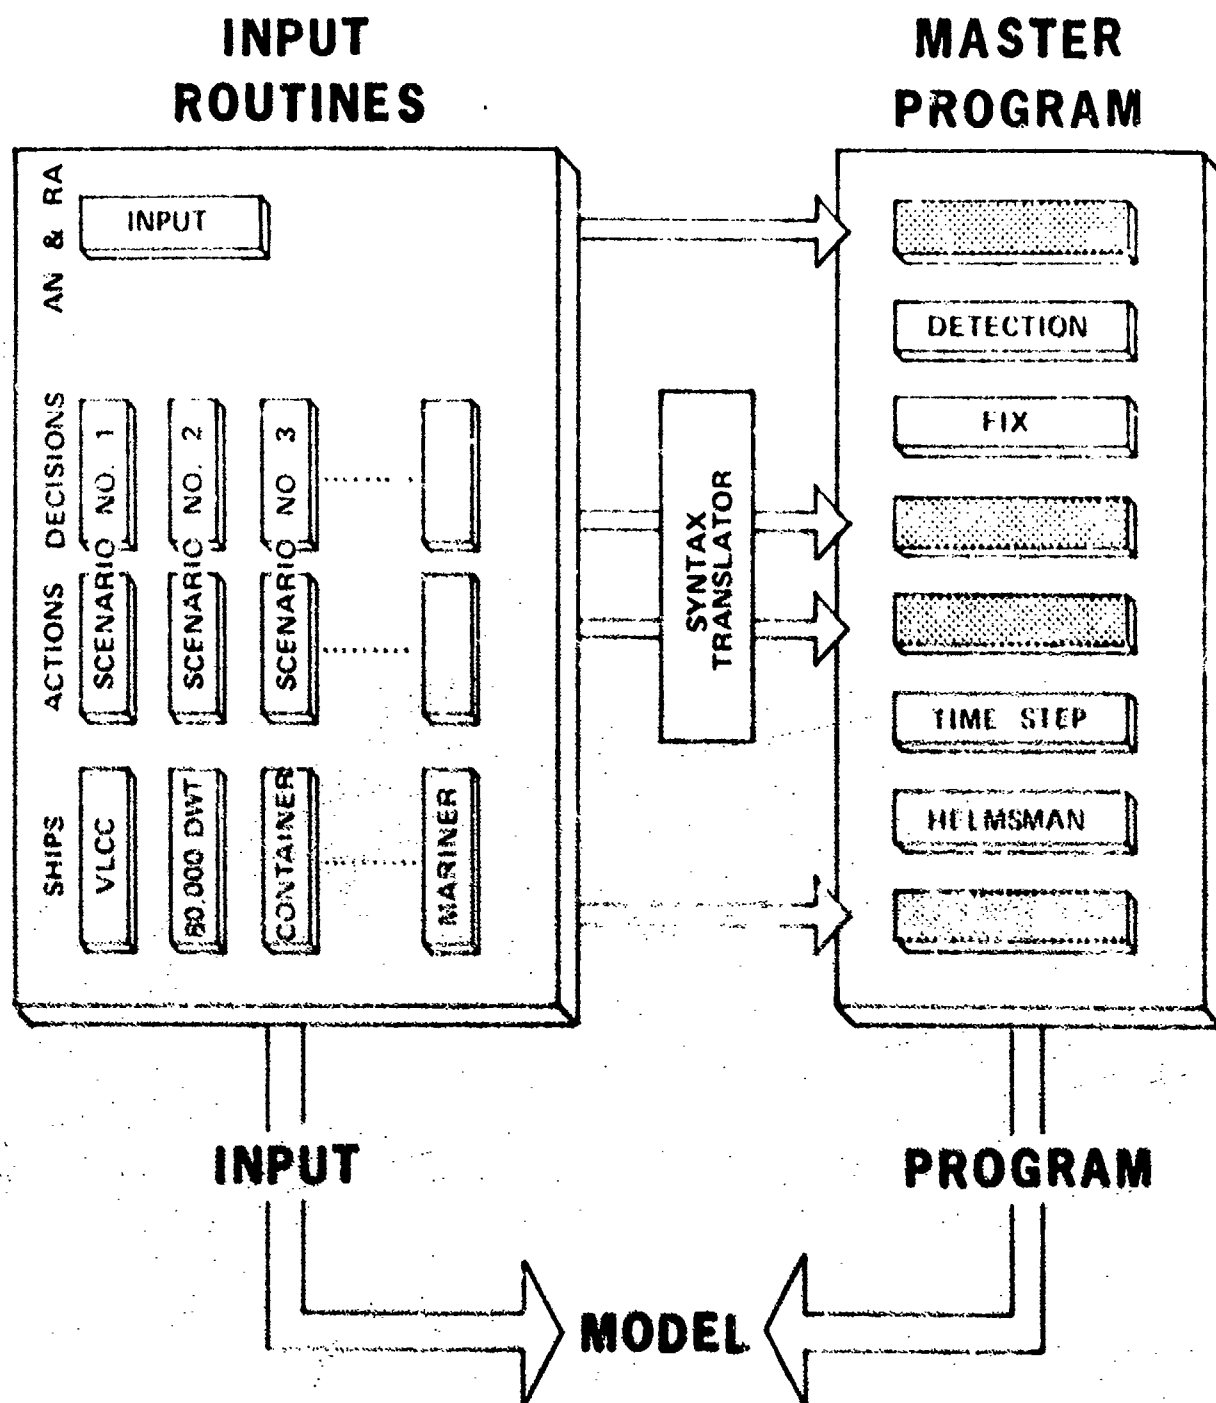 INPUT
ROUTINES
MASTER
PROGRAM
AN & RA
INPUT
DECISIONS
ACTIONS
SCENARIO NO. 1
SCENARIO NO. 2
SCENARIO NO 3
SHIPS
VLCC
80.000 DWT
CONTAINER
MARINER
SYNTAX
TRANSLATOR
DETECTION
FIX
TIME STEP
HELMSMAN
INPUT
PROGRAM
MODEL